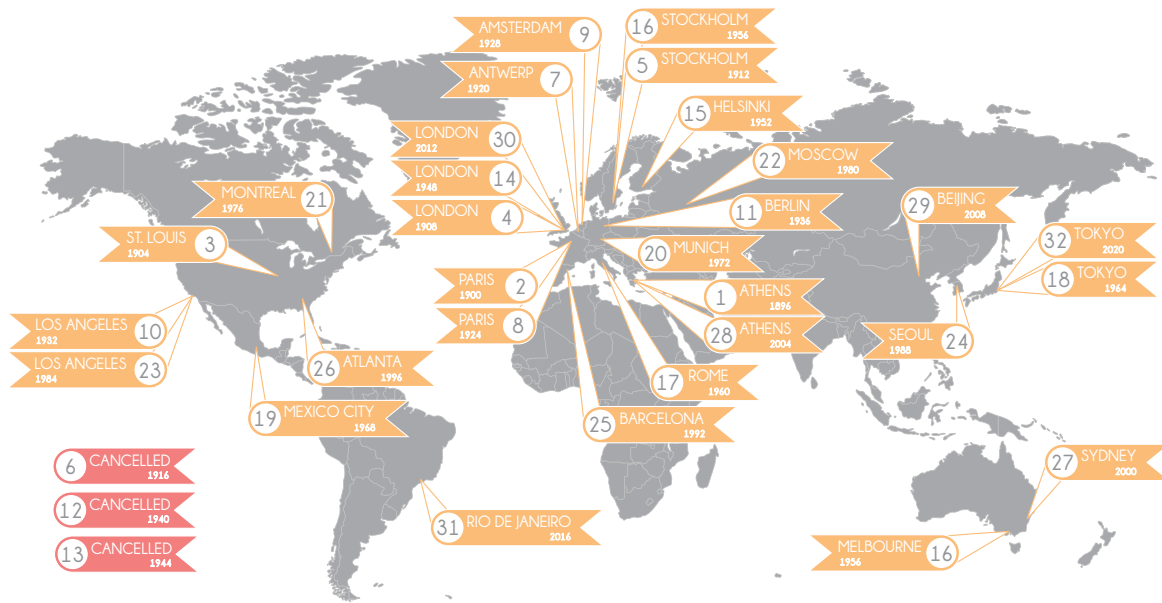 AMSTERDAM
1928
9
16
STOCKHOLM
1956
ANTWERP
1920
7
5
STOCKHOLM
1912
15
HELSINKI
1952
LONDON
2012
30
22
MOSCOW
1980
LONDON
1948
14
MONTREAL
1976
21
LONDON
1908
4
11
BERLIN
1936
29
BEIJING
2008
ST. LOUIS
1904
3
20
MUNICH
1972
32
TOKYO
2020
PARIS
1900
2
1
ATHENS
1896
18
TOKYO
1964
LOS ANGELES
1932
10
PARIS
1924
8
28
ATHENS
2004
SEOUL
1988
24
LOS ANGELES
1984
23
26
ATLANTA
1996
17
ROME
1960
19
MEXICO CITY
1968
25
BARCELONA
1992
6
CANCELLED
1916
27
SYDNEY
2000
12
CANCELLED
1940
31
RIO DE JANEIRO
2016
13
CANCELLED
1944
MELBOURNE
1956
16